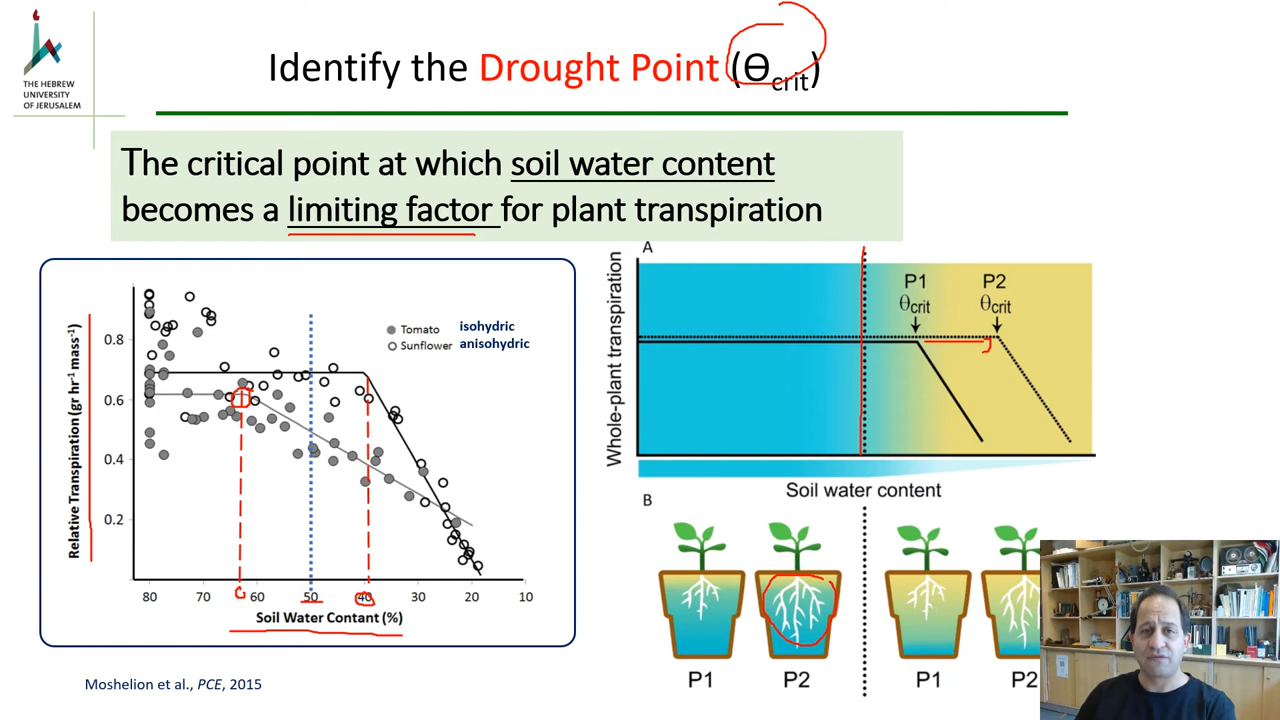 THE HEBREW
UNIVERSITY
OF JERUSALEM
Identify the Drought Point (Ѳcrit)
The critical point at which soil water content
becomes a limiting factor for plant transpiration
Relative Transpiration (gr hr-1 mass-1)
0.8
0.6
0.4
0.2
Tomato isohydric
Sunflower anisohydric
80 70 60 50 40 30 20 10
Soil Water Contant (%)
Moshelion et al., PCE, 2015
A
Whole-plant transpiration
P1 P2
θcrit θcrit
Soil water content
B
P1 P2 P1 P2